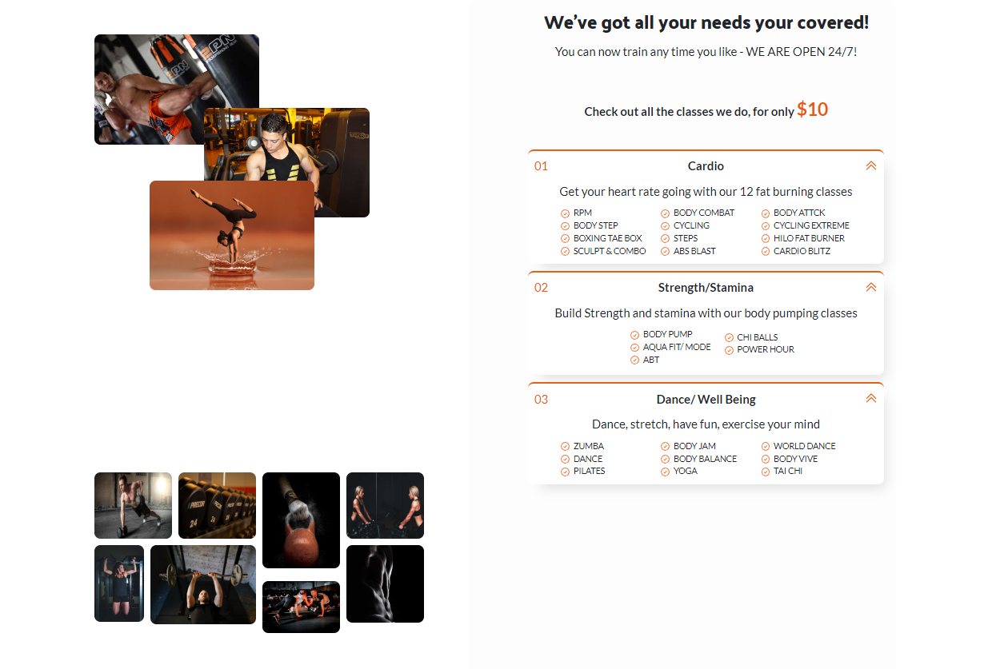 We've got all your needs your covered!
You can now train any time you like - WE ARE OPEN 24/7!
Check out all the classes we do, for only $10
01 Cardio
Get your heart rate going with our 12 fat burning classes
RPM BODY COMBAT BODY ATTCK
BODY STEP CYCLING CYCLING EXTREME
BOXING TAE BOX STEPS HILO FAT BURNER
SCULPT & COMBO ABS BLAST CARDIO BLITZ
02 Strength/Stamina
Build Strength and stamina with our body pumping classes
BODY PUMP
AQUA FIT/ MODE
ABT
CHI BALLS
POWER HOUR
03 Dance/ Well Being
Dance, stretch, have fun, exercise your mind
ZUMBA BODY JAM WORLD DANCE
DANCE BODY BALANCE BODY VIVE
PILATES YOGA TAI CHI
PRECOR
24 24